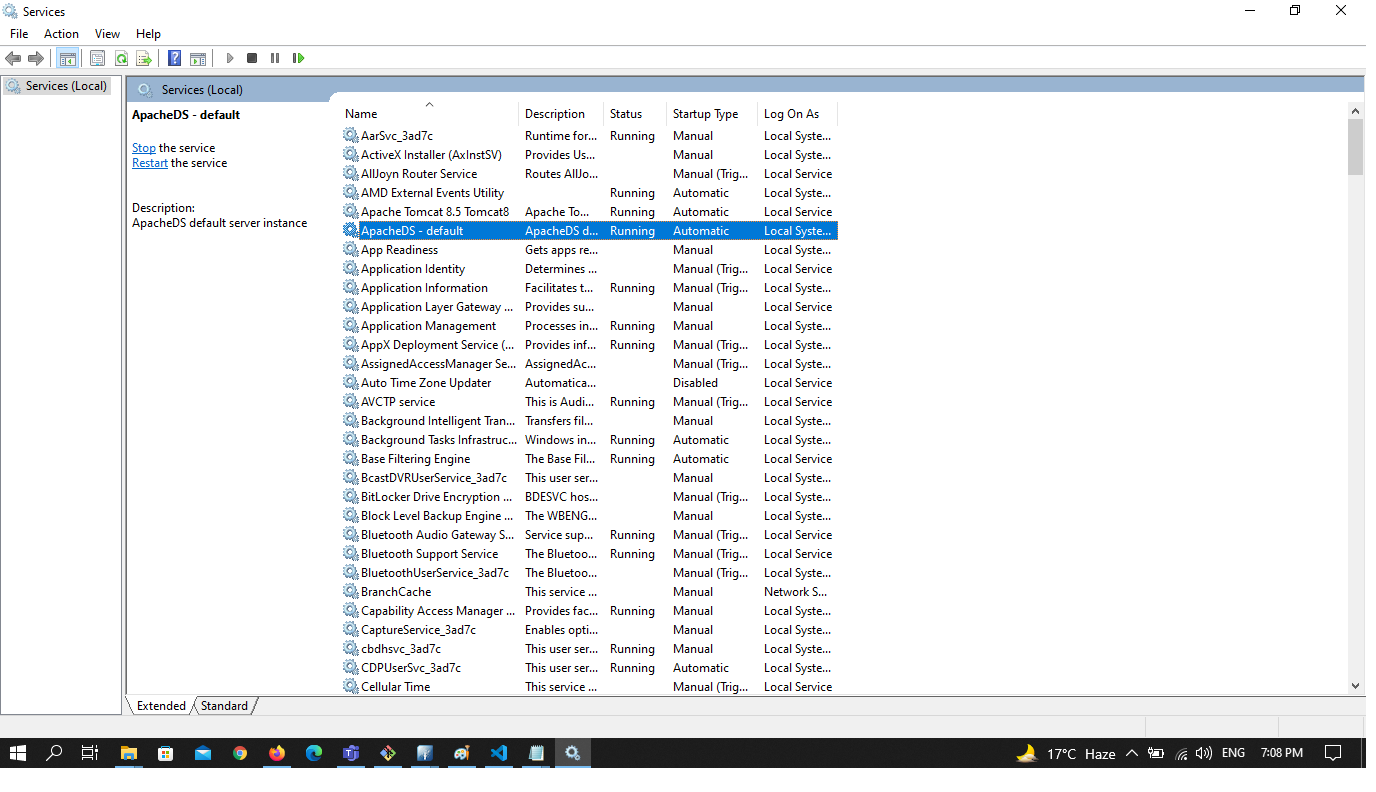 Services
File Action View Help
Services (Local)
Services (Local)
ApacheDS - default
Stop the service
Restart the service
Description:
ApacheDS default server instance
Name Description Status Startup Type Log On As
AarSvc_3ad7c Runtime for... Running Manual Local Syste...
ActiveX Installer (AxInstSV) Provides Us... Manual Local Syste...
AllJoyn Router Service Routes AllJo... Manual (Trig... Local Service
AMD External Events Utility Running Automatic Local Syste...
Apache Tomcat 8.5 Tomcat8 Apache To... Running Automatic Local Service
ApacheDS - default ApacheDS d... Running Automatic Local Syste...
App Readiness Gets apps re... Manual Local Syste...
Application Identity Determines ... Manual (Trig... Local Service
Application Information Facilitates t... Running Manual (Trig... Local Syste...
Application Layer Gateway ... Provides su... Manual Local Service
Application Management Processes in... Running Manual Local Syste...
AppX Deployment Service (... Provides inf... Running Manual (Trig... Local Syste...
AssignedAccessManager Se... AssignedAc... Manual (Trig... Local Syste...
Auto Time Zone Updater Automatica... Disabled Local Service
AVCTP service This is Audi... Running Manual (Trig... Local Service
Background Intelligent Tran... Transfers fil... Manual Local Syste...
Background Tasks Infrastruc... Windows in... Running Automatic Local Syste...
Base Filtering Engine The Base Fil... Running Automatic Local Service
BcastDVRUserService_3ad7c This user ser... Manual Local Syste...
BitLocker Drive Encryption ... BDESVC hos... Manual (Trig... Local Syste...
Block Level Backup Engine ... The WBENG... Manual Local Syste...
Bluetooth Audio Gateway S... Service sup... Running Manual (Trig... Local Service
Bluetooth Support Service The Bluetoo... Running Manual (Trig... Local Service
BluetoothUserService_3ad7c The Bluetoo... Manual (Trig... Local Syste...
BranchCache This service ... Manual Network S...
Capability Access Manager ... Provides fac... Running Manual Local Syste...
CaptureService_3ad7c Enables opti... Manual Local Syste...
cbdhsvc_3ad7c This user ser... Running Manual Local Syste...
CDPUserSvc_3ad7c This user ser... Running Automatic Local Syste...
Cellular Time This service ... Manual (Trig... Local Service
Extended Standard
17°C Haze ENG 7:08 PM